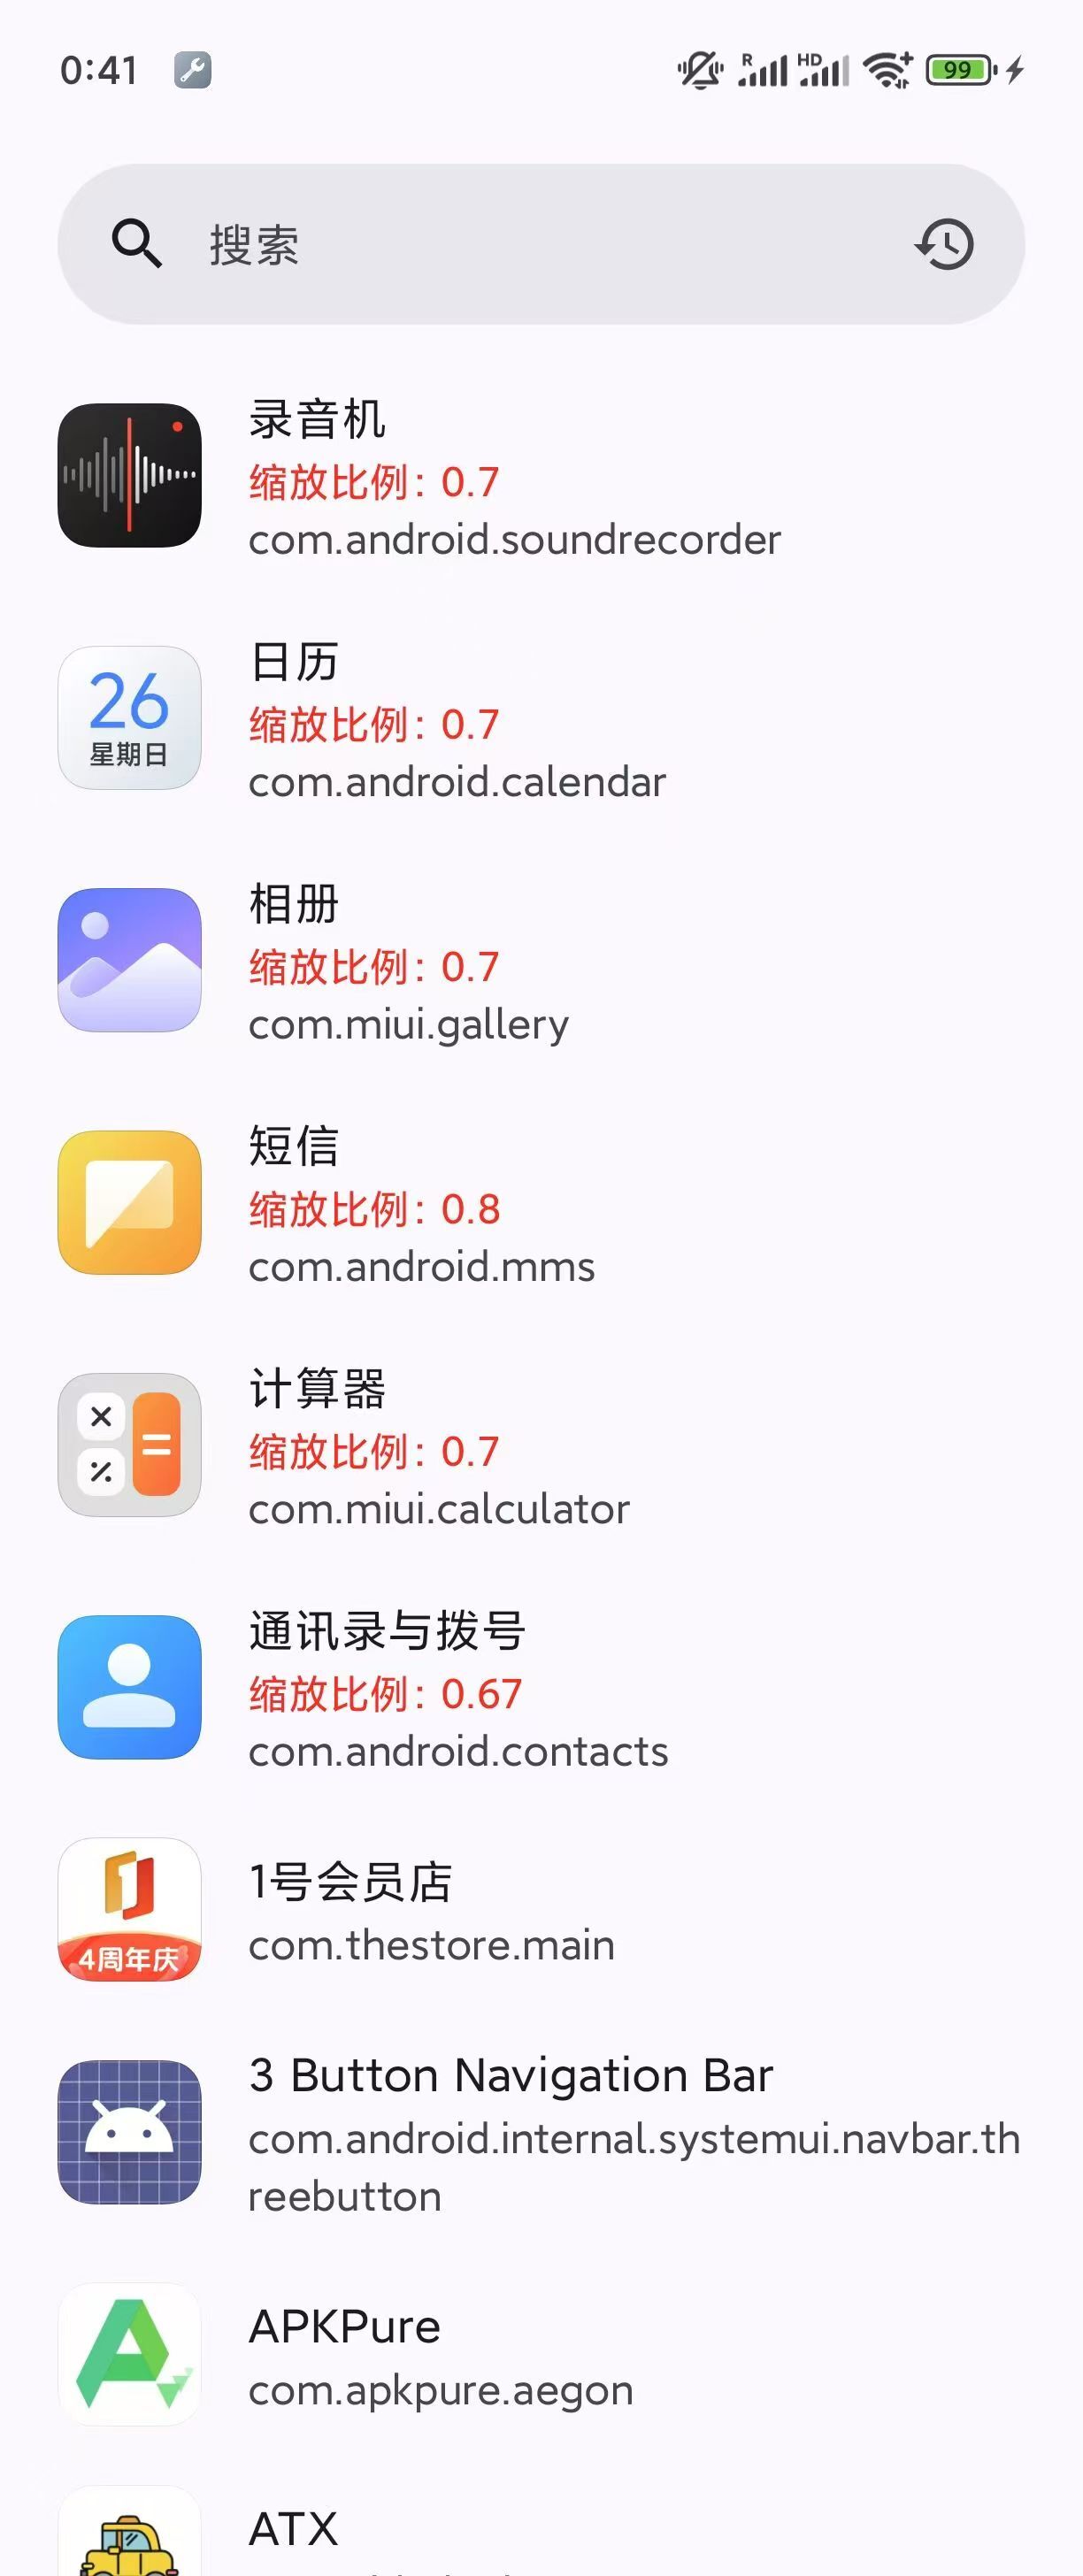 0:41
R
HD
99
搜索
录音机
缩放比例: 0.7
com.android.soundrecorder
26
星期日
日历
缩放比例: 0.7
com.android.calendar
相册
缩放比例: 0.7
com.miui.gallery
短信
缩放比例: 0.8
com.android.mms
计算器
缩放比例: 0.7
com.miui.calculator
通讯录与拨号
缩放比例: 0.67
com.android.contacts
4周年庆
1号会员店
com.thestore.main
3 Button Navigation Bar
com.android.internal.systemui.navbar.th
reebutton
APKPure
com.apkpure.aegon
ATX